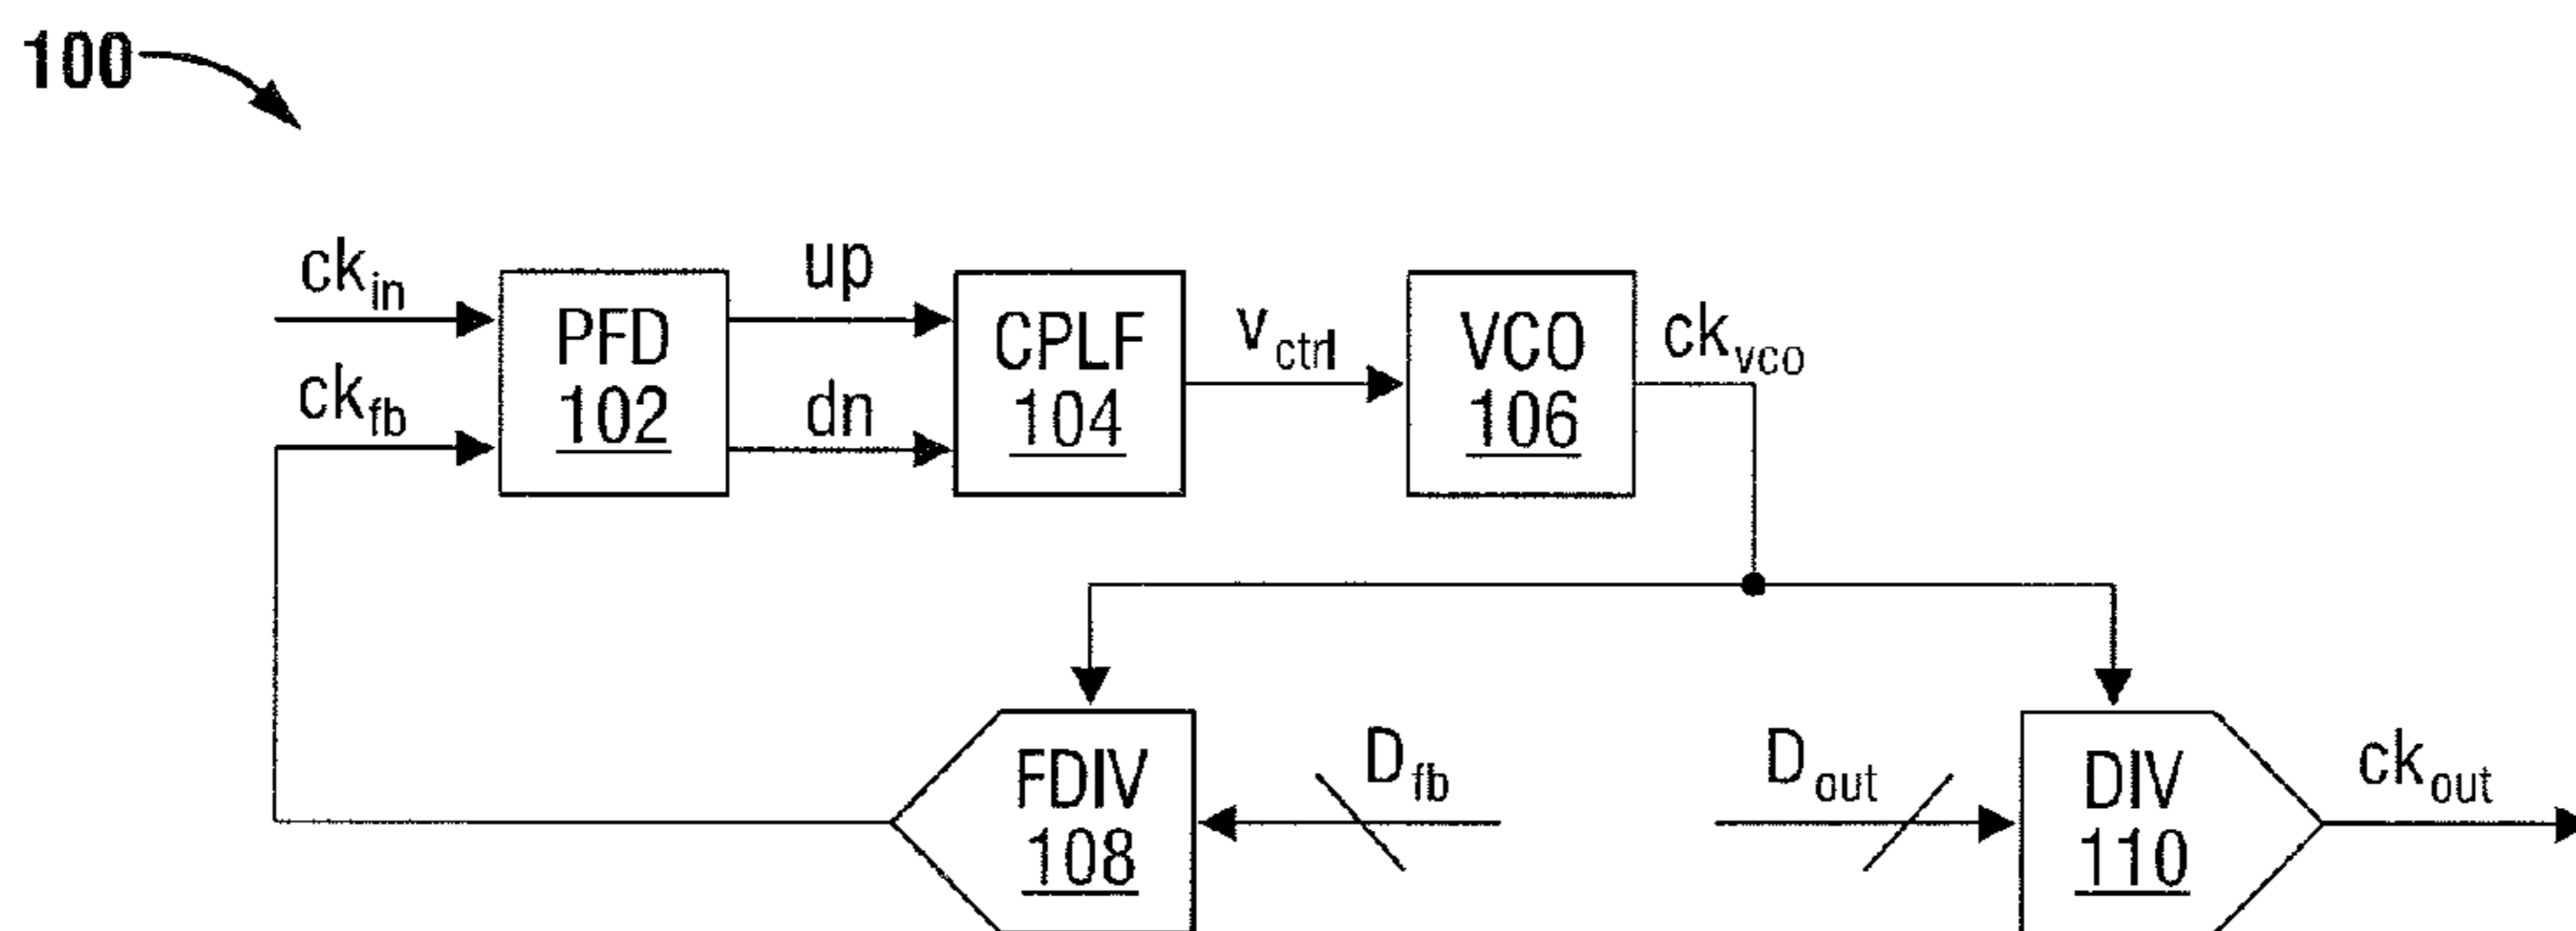 100
ck_in
up
PFD
102
CPLF
104
v_ctrl
VCO
106
ck_vco
ck_fb
dn
FDIV
108
D_fb
D_out
DIV
110
ck_out